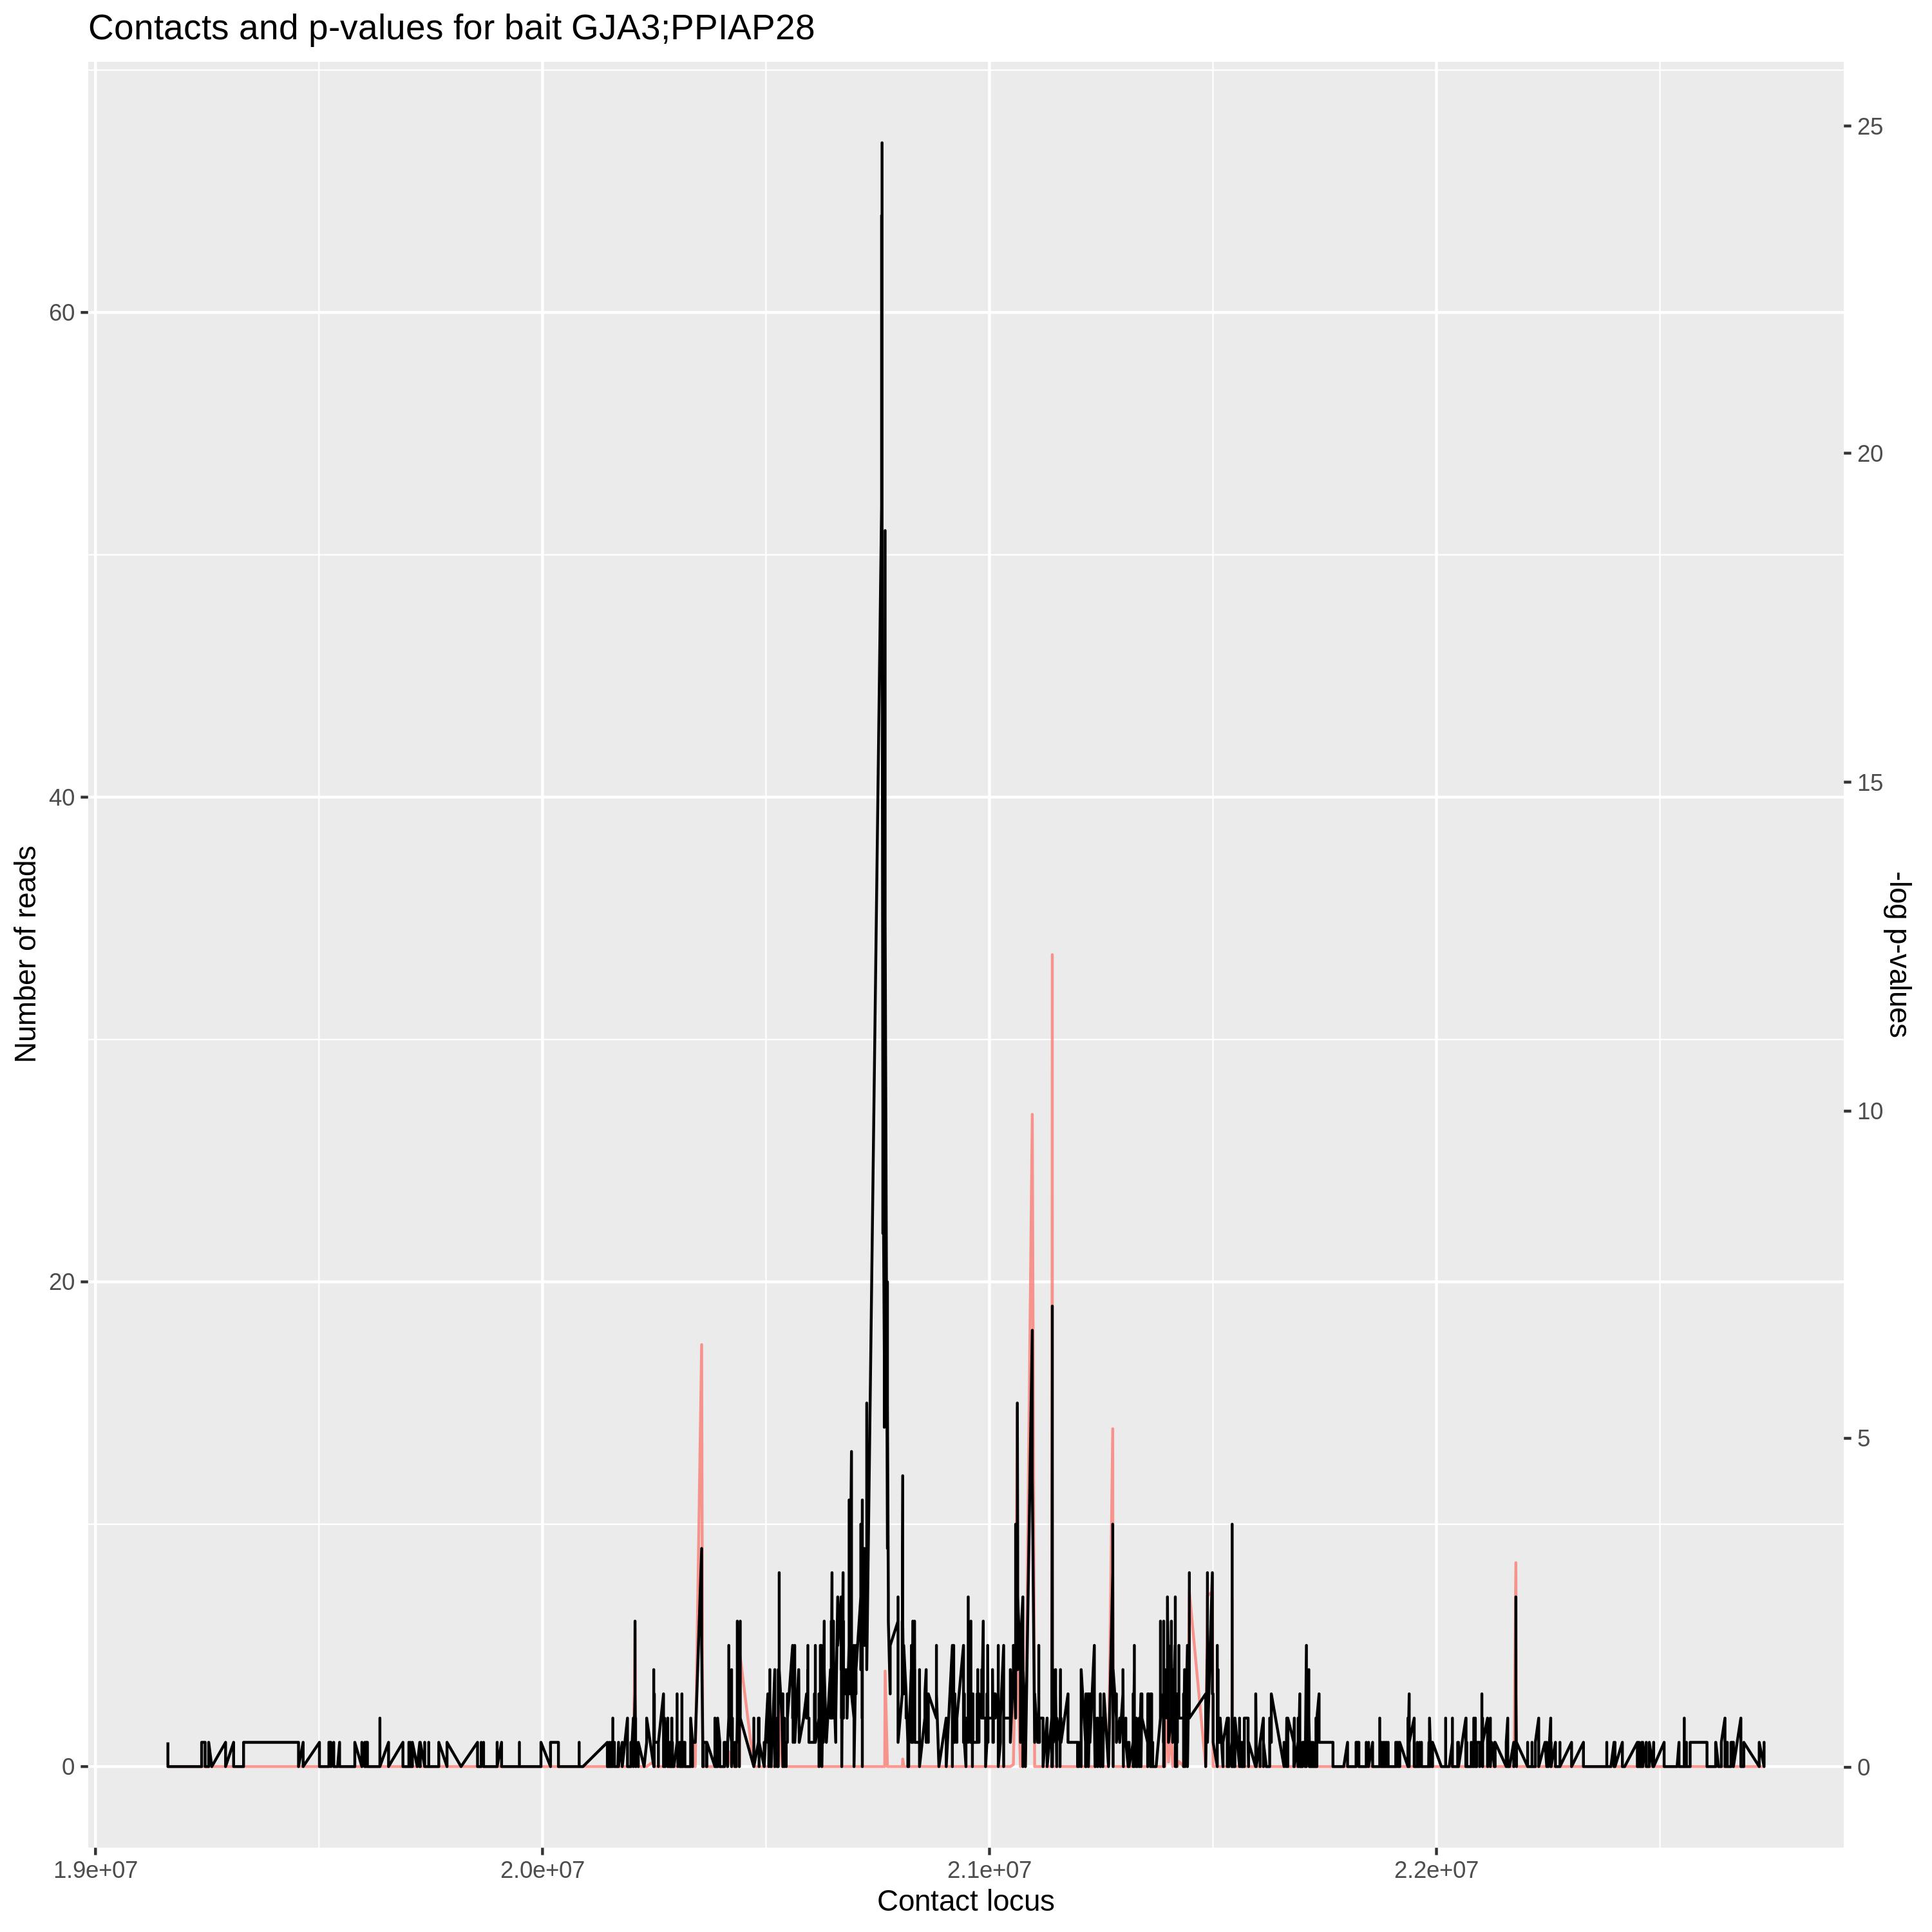 Contacts and p-values for bait GJA3;PPIAP28
25
60
20
40
15
Number of reads
-log p-values
10
20
5
0
0
1.9e+07
2.0e+07
2.1e+07
2.2e+07
Contact locus